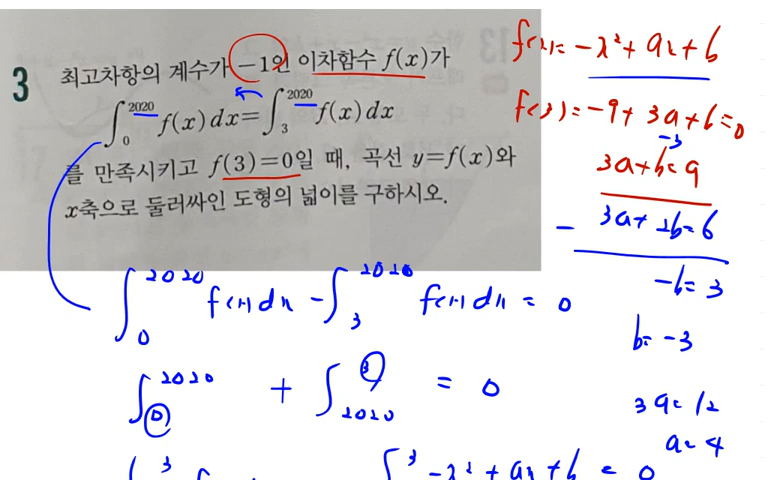 3 최고차항의 계수가 -1인 이차함수 f(x)가
∫₀²⁰²⁰ f(x)dx=∫₃²⁰²⁰ f(x)dx
를 만족시키고 f(3)=0일 때, 곡선 y=f(x)와
x축으로 둘러싸인 도형의 넓이를 구하시오.
f(x)= -x²+ax+b
f(3)= -9+3a+b=0
-3
3a+b=9
- 3a+2b=6
-b=3
b=-3
3a=12
a=4
∫₀²⁰²⁰ f(x)dx - ∫₃²⁰²⁰ f(x)dx = 0
∫₀²⁰²⁰ + ∫₂₀₂₀³ = 0
∫³ -x²+ax+b = 0